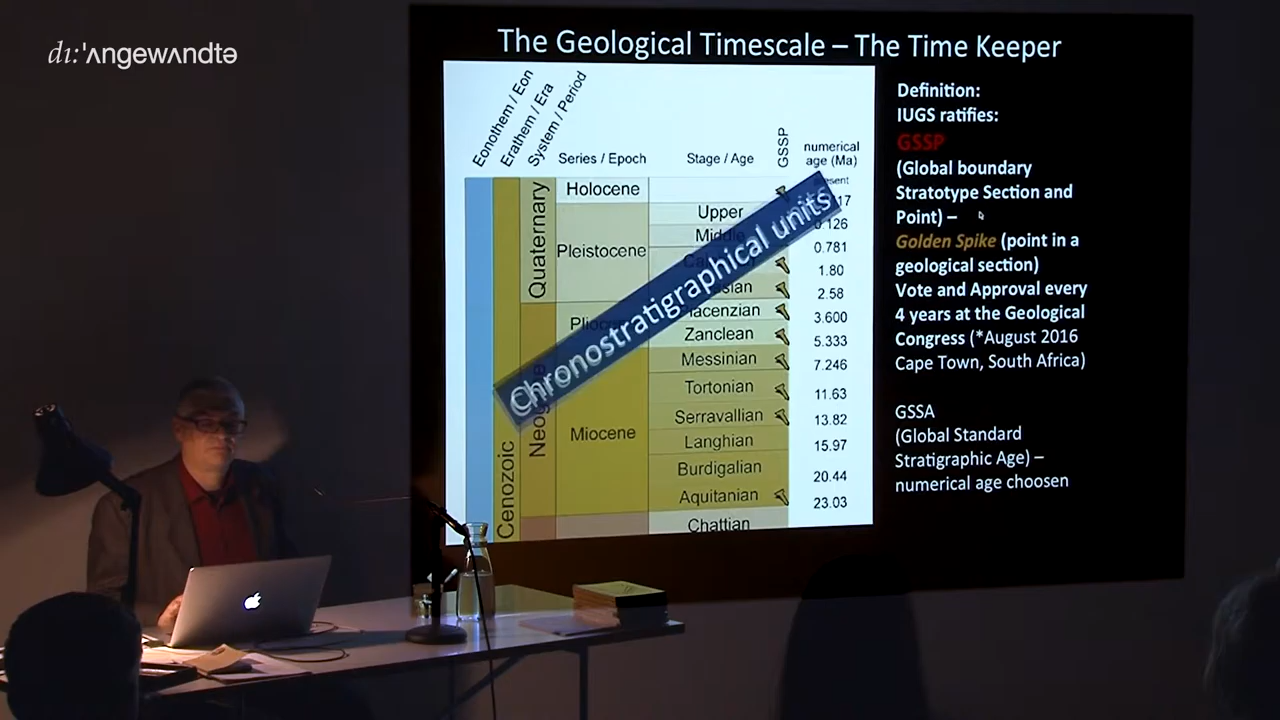 dɪːˈʌngewʌndtə
The Geological Timescale – The Time Keeper
Eonothem / Eon
Erathem / Era
System / Period
Series / Epoch
Stage / Age
GSSP
numerical
age (Ma)
Holocene
Quaternary
Pleistocene
Upper
0.126
0.781
1.80
2.58
Zanclean
3.600
5.333
Messinian
7.246
Tortonian
11.63
Serravallian
13.82
Miocene
Langhian
15.97
Burdigalian
20.44
Aquitanian
23.03
Chattian
Cenozoic
Chronostratigraphical units
Definition:
IUGS ratifies:
GSSP
(Global boundary
Stratotype Section and
Point) –
Golden Spike (point in a
geological section)
Vote and Approval every
4 years at the Geological
Congress (*August 2016
Cape Town, South Africa)
GSSA
(Global Standard
Stratigraphic Age) –
numerical age choosen